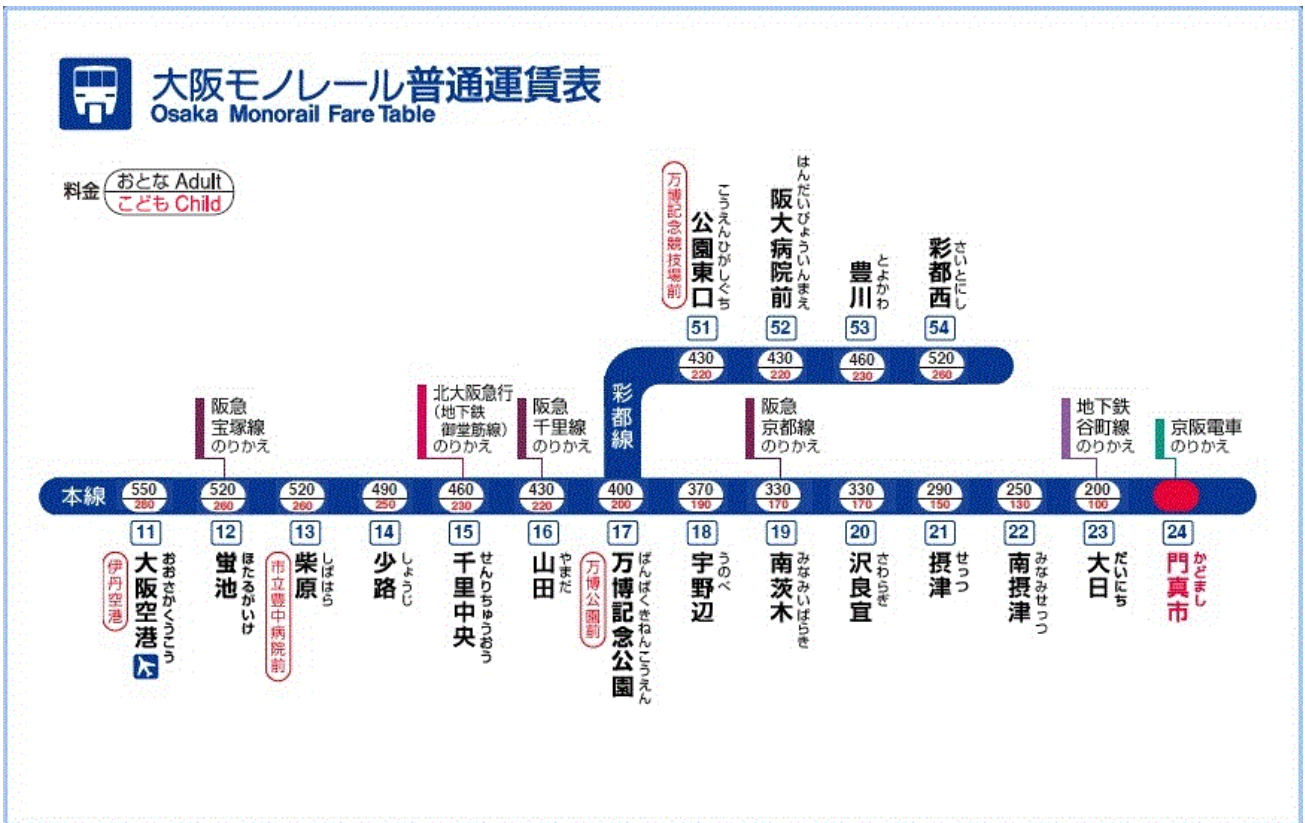 大阪モノレール普通運賃表
Osaka Monorail Fare Table
料金
おとな Adult
こども Child
万博記念競技場前
公園東口
こうえんひがしぐち
阪大病院前
はんだいびょういんまえ
豊川
とよかわ
彩都西
さいとにし
51
52
53
54
430
220
430
220
460
230
520
260
彩都線
阪急
宝塚線
のりかえ
北大阪急行
(地下鉄
御堂筋線)
のりかえ
阪急
千里線
のりかえ
阪急
京都線
のりかえ
地下鉄
谷町線
のりかえ
京阪電車
のりかえ
本線
550
280
520
260
520
260
490
250
460
230
430
220
400
200
370
190
330
170
330
170
290
150
250
130
200
100
11
12
13
14
15
16
17
18
19
20
21
22
23
24
伊丹空港
大阪空港
おおさかくうこう
蛍池
ほたるがいけ
市立豊中病院前
柴原
しばはら
少路
しょうじ
千里中央
せんりちゅうおう
山田
やまだ
万博公園前
万博記念公園
ばんぱくきねんこうえん
宇野辺
うのべ
南茨木
みなみいばらき
沢良宜
さわらぎ
摂津
せっつ
南摂津
みなみせっつ
大日
だいにち
門真市
かどまし